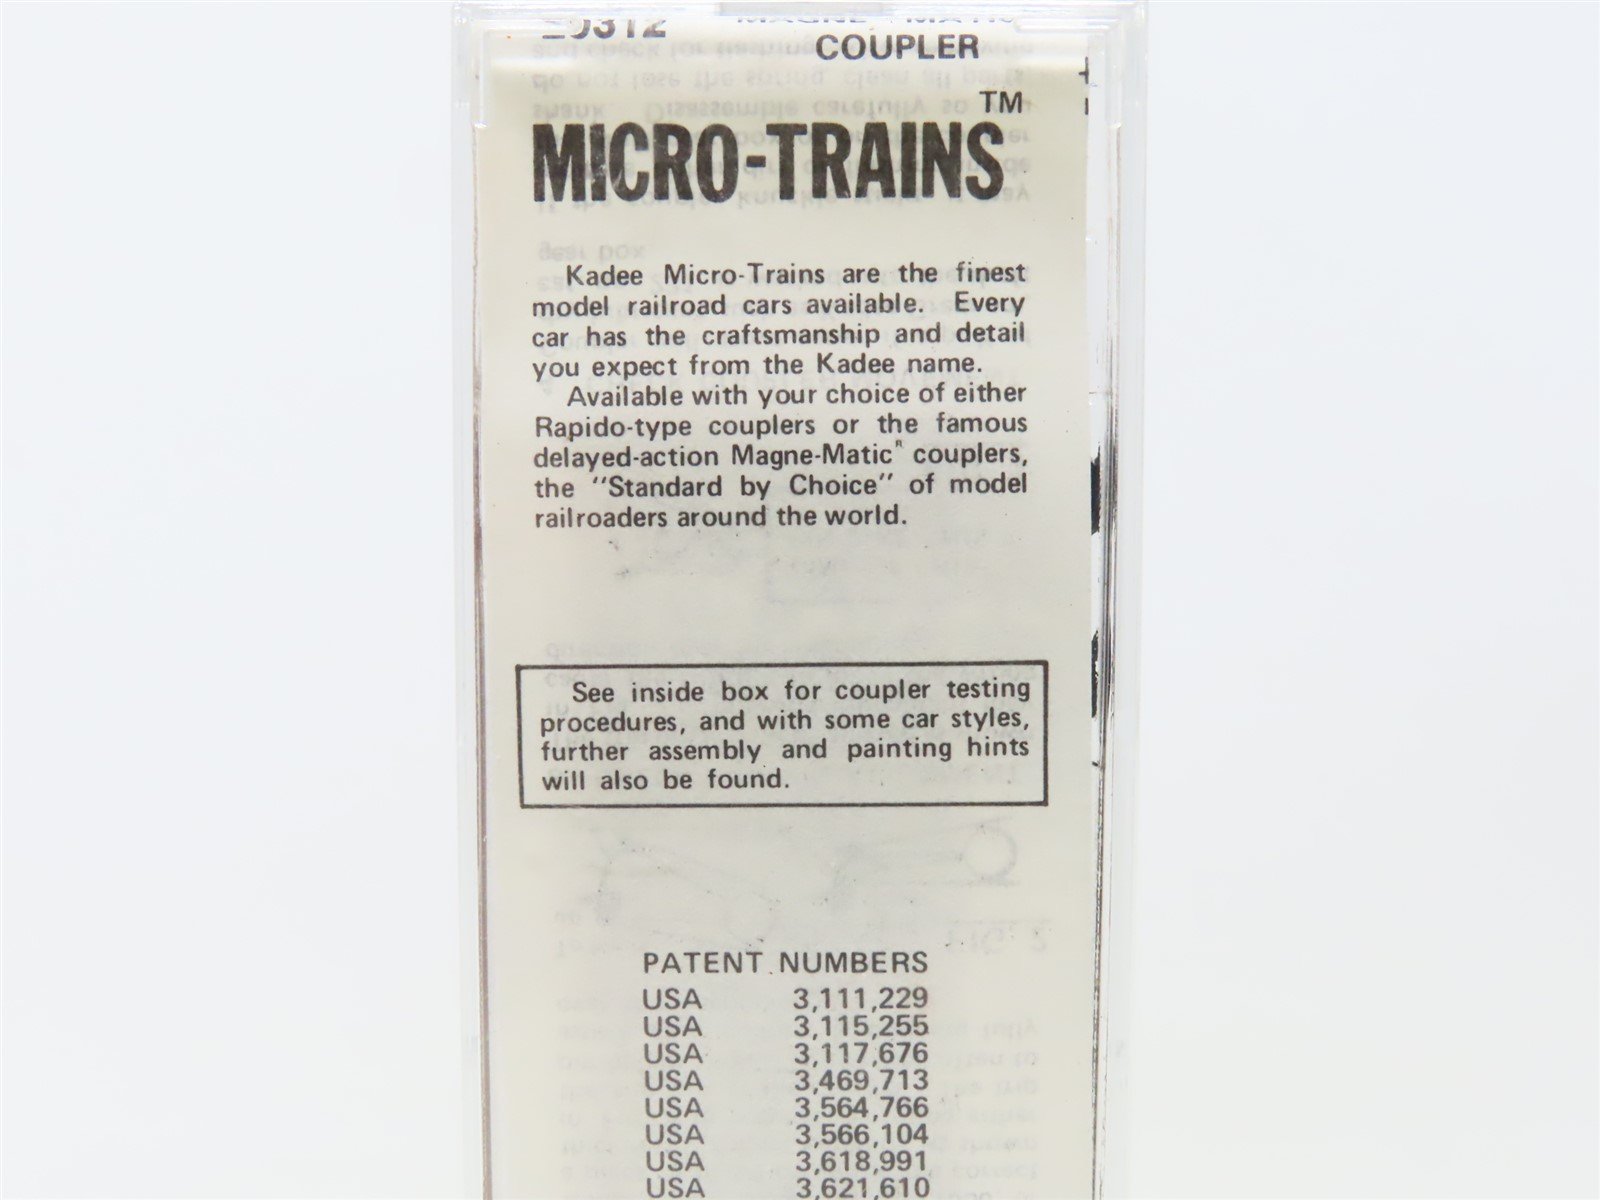 COUPLER
TM
MICRO-TRAINS
Kadee Micro-Trains are the finest
model railroad cars available. Every
car has the craftsmanship and detail
you expect from the Kadee name.
Available with your choice of either
Rapido-type couplers or the famous
delayed-action Magne-Matic® couplers,
the "Standard by Choice" of model
railroaders around the world.
See inside box for coupler testing
procedures, and with some car styles,
further assembly and painting hints
will also be found.
PATENT NUMBERS
USA 3,111,229
USA 3,115,255
USA 3,117,676
USA 3,469,713
USA 3,564,766
USA 3,566,104
USA 3,618,991
USA 3,621,610